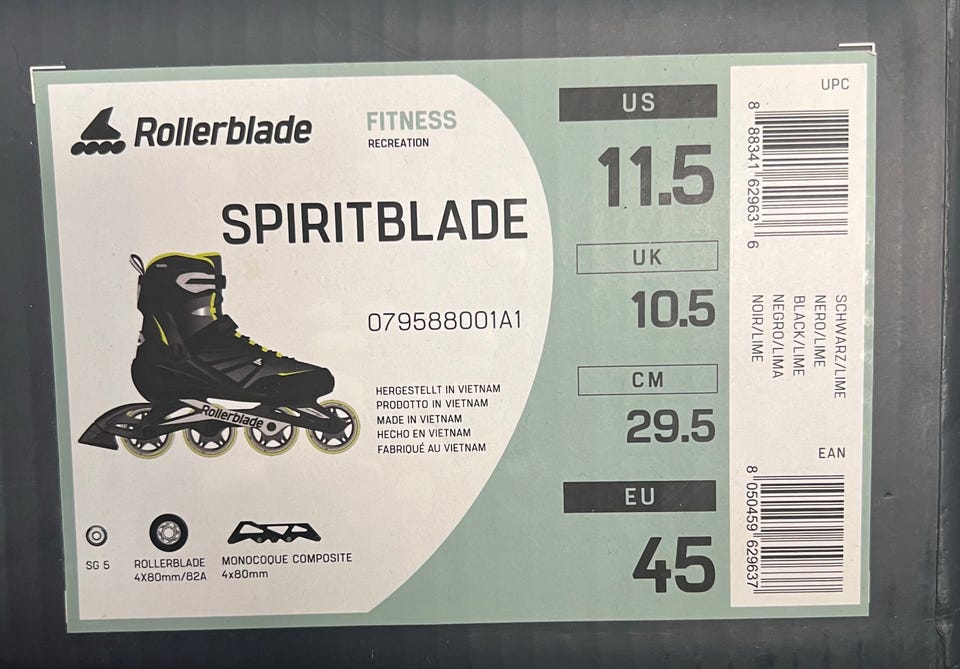 Rollerblade
FITNESS
RECREATION
SPIRITBLADE
079588001A1
Rollerblade
HERGESTELLT IN VIETNAM
PRODOTTO IN VIETNAM
MADE IN VIETNAM
HECHO EN VIETNAM
FABRIQUÉ AU VIETNAM
SG 5
ROLLERBLADE
4X80mm/82A
MONOCOQUE COMPOSITE
4x80mm
US
11.5
UK
10.5
CM
29.5
EU
45
UPC
8 88341 62963 6
SCHWARZ/LIME
NERO/LIME
BLACK/LIME
NEGRO/LIMA
NOIR/LIME
EAN
8 050459 629637